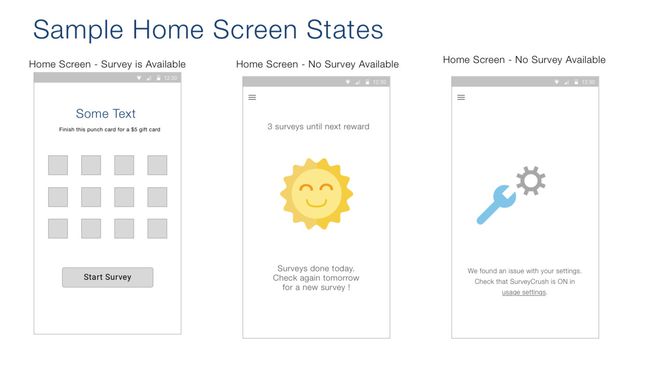 Sample Home Screen States
Home Screen - Survey is Available
12:30
Some Text
Finish this punch card for a $5 gift card
Start Survey
Home Screen - No Survey Available
12:30
3 surveys until next reward
Surveys done today.
Check again tomorrow
for a new survey !
Home Screen - No Survey Available
12:30
We found an issue with your settings.
Check that SurveyCrush is ON in
usage settings.